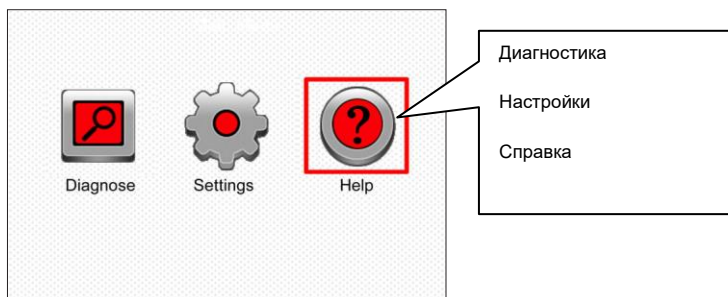 Diagnose
Settings
Help
Диагностика
Настройки
Справка